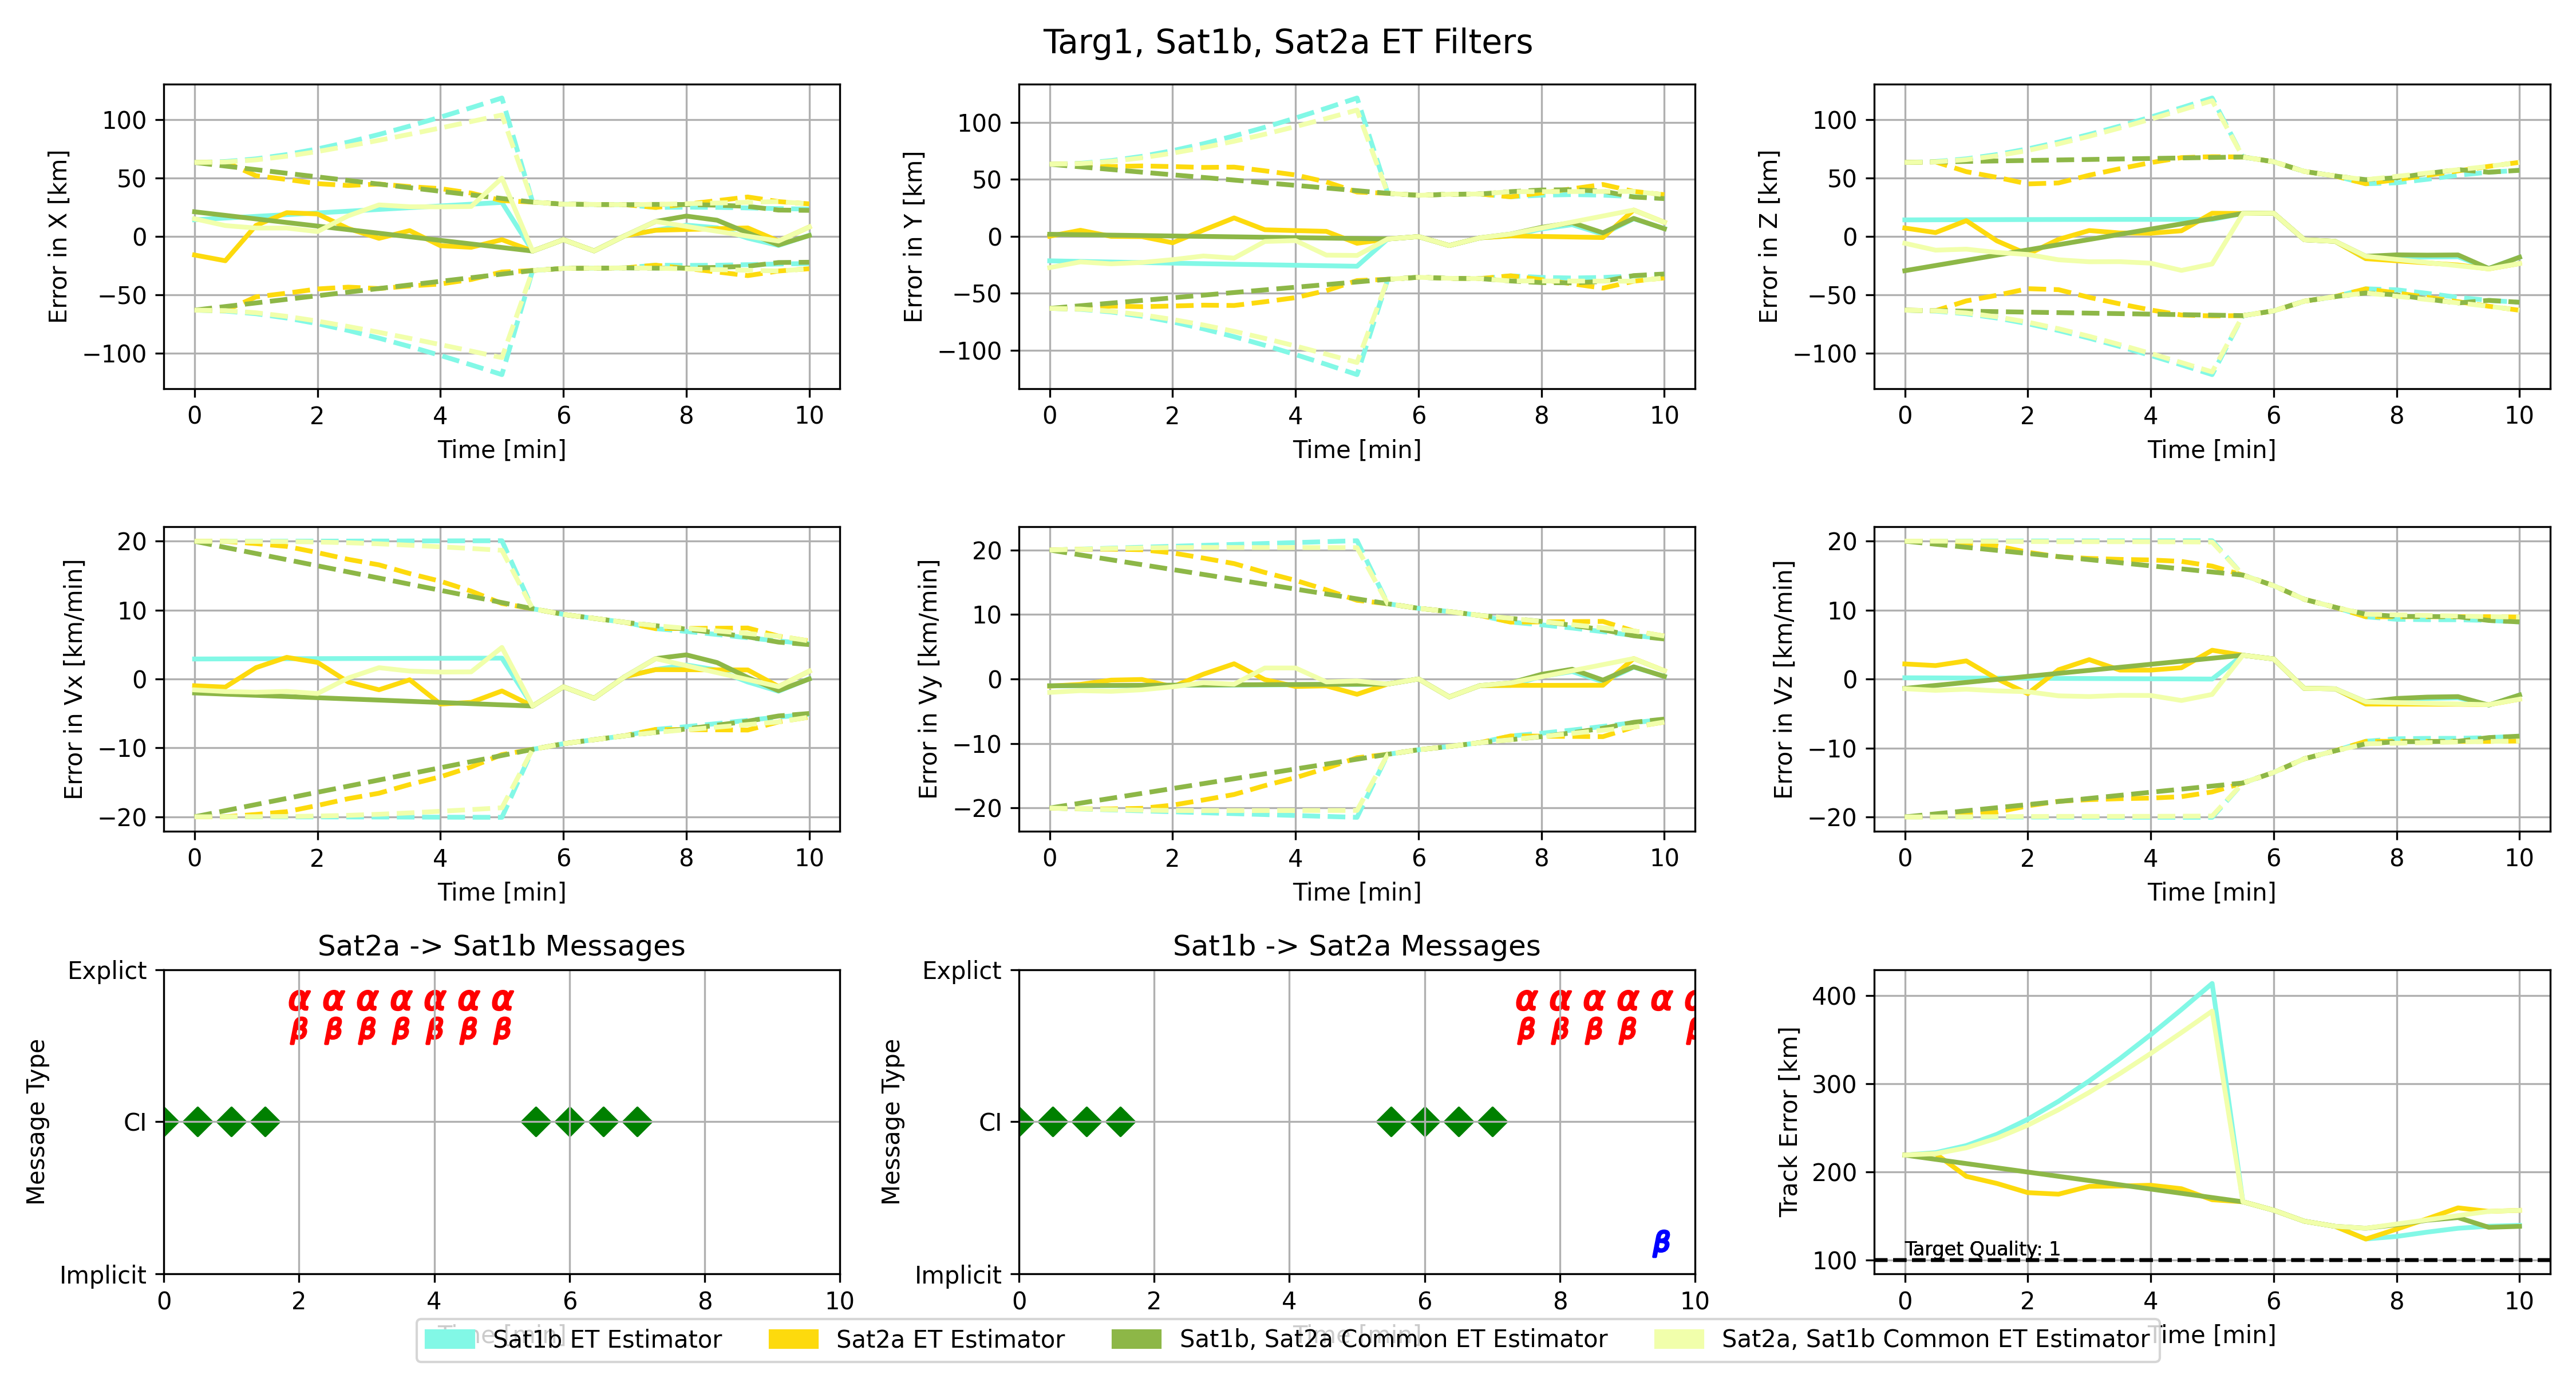 Targ1, Sat1b, Sat2a ET Filters
Error in X [km]
100
50
0
−50
−100
0 2 4 6 8 10
Time [min]
Error in Y [km]
100
50
0
−50
−100
0 2 4 6 8 10
Time [min]
Error in Z [km]
100
50
0
−50
−100
0 2 4 6 8 10
Time [min]
Error in Vx [km/min]
20
10
0
−10
−20
0 2 4 6 8 10
Time [min]
Error in Vy [km/min]
20
10
0
−10
−20
0 2 4 6 8 10
Time [min]
Error in Vz [km/min]
20
10
0
−10
−20
0 2 4 6 8 10
Time [min]
Sat2a -> Sat1b Messages
Message Type
Explict
α α α α α α α
β β β β β β β
CI
Implicit
0 2 4 6 8 10
Time [min]
Sat1b -> Sat2a Messages
Message Type
Explict
α α α α α α
β β β β β
CI
β
Implicit
0 2 4 6 8 10
Time [min]
Track Error [km]
400
300
200
100
Target Quality: 1
0 2 4 6 8 10
Time [min]
Sat1b ET Estimator
Sat2a ET Estimator
Sat1b, Sat2a Common ET Estimator
Sat2a, Sat1b Common ET Estimator